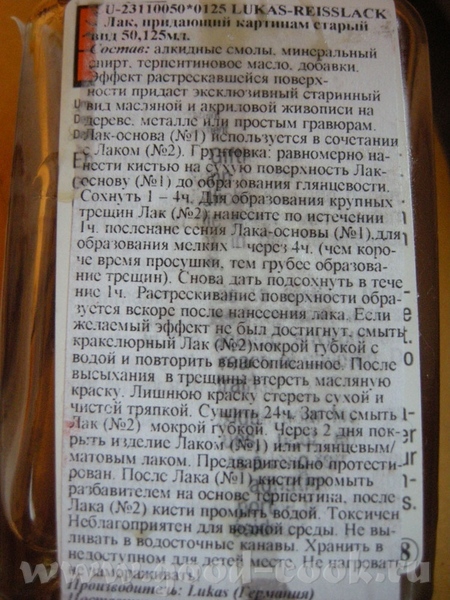 U-23110050*0125 LUKAS-REISSLACK
Лак, придающий картинам старый
вид 50,125мл.
Состав: алкидные смолы, минеральный
спирт, терпентиновое масло, добавки.
Эффект растрескавшейся поверх-
ности придает эксклюзивный старинный
вид масляной и акриловой живописи на
дереве, металле или простым гравюрам.
Лак-основа (№1) используется в сочетании
с Лаком (№2). Грунтовка: равномерно на-
нести кистью на сухую поверхность Лак-
основу (№1) до образования глянцевости.
Сохнуть 1 – 4ч. Для образования крупных
трещин Лак (№2) нанесите по истечении
1ч. посленане сения Лака-основы (№1),для
образования мелких – через 4ч. (чем коро-
че время просушки, тем грубее образова-
ние трещин). Снова дать подсохнуть в тече
ние 1ч. Растрескивание поверхности обра-
зуется вскоре после нанесения лака. Если
желаемый эффект не был достигнут, смыть
кракелюрный Лак (№2)мокрой губкой с
водой и повторить вышеописанное. После
высыхания в трещины втереть масляную
краску. Лишнюю краску стереть сухой и
чистой тряпкой. Сушить 24ч. Затем смыть
Лак (№2) мокрой губкой. Через 2 дня пок-
рыть изделие Лаком (№1) или глянцевым/
матовым лаком. Предварительно протести-
рован. После Лака (№1) кисти промыть
разбавителем на основе терпентина, после
Лака (№2) кисти промыть водой. Токсичен
Неблагоприятен для водной среды. Не вы-
ливать в водосточные канавы. Хранить в
недоступном для детей месте. Не нагревать
и замораживать!
Производитель: Lukas (Германия)